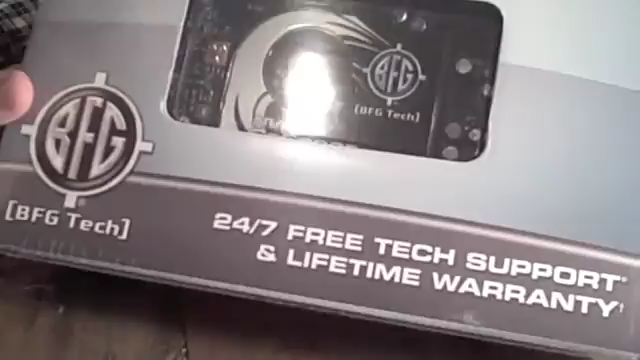 BFG
[BFG Tech]
BFG
[BFG Tech]
24/7 FREE TECH SUPPORT*
& LIFETIME WARRANTY†